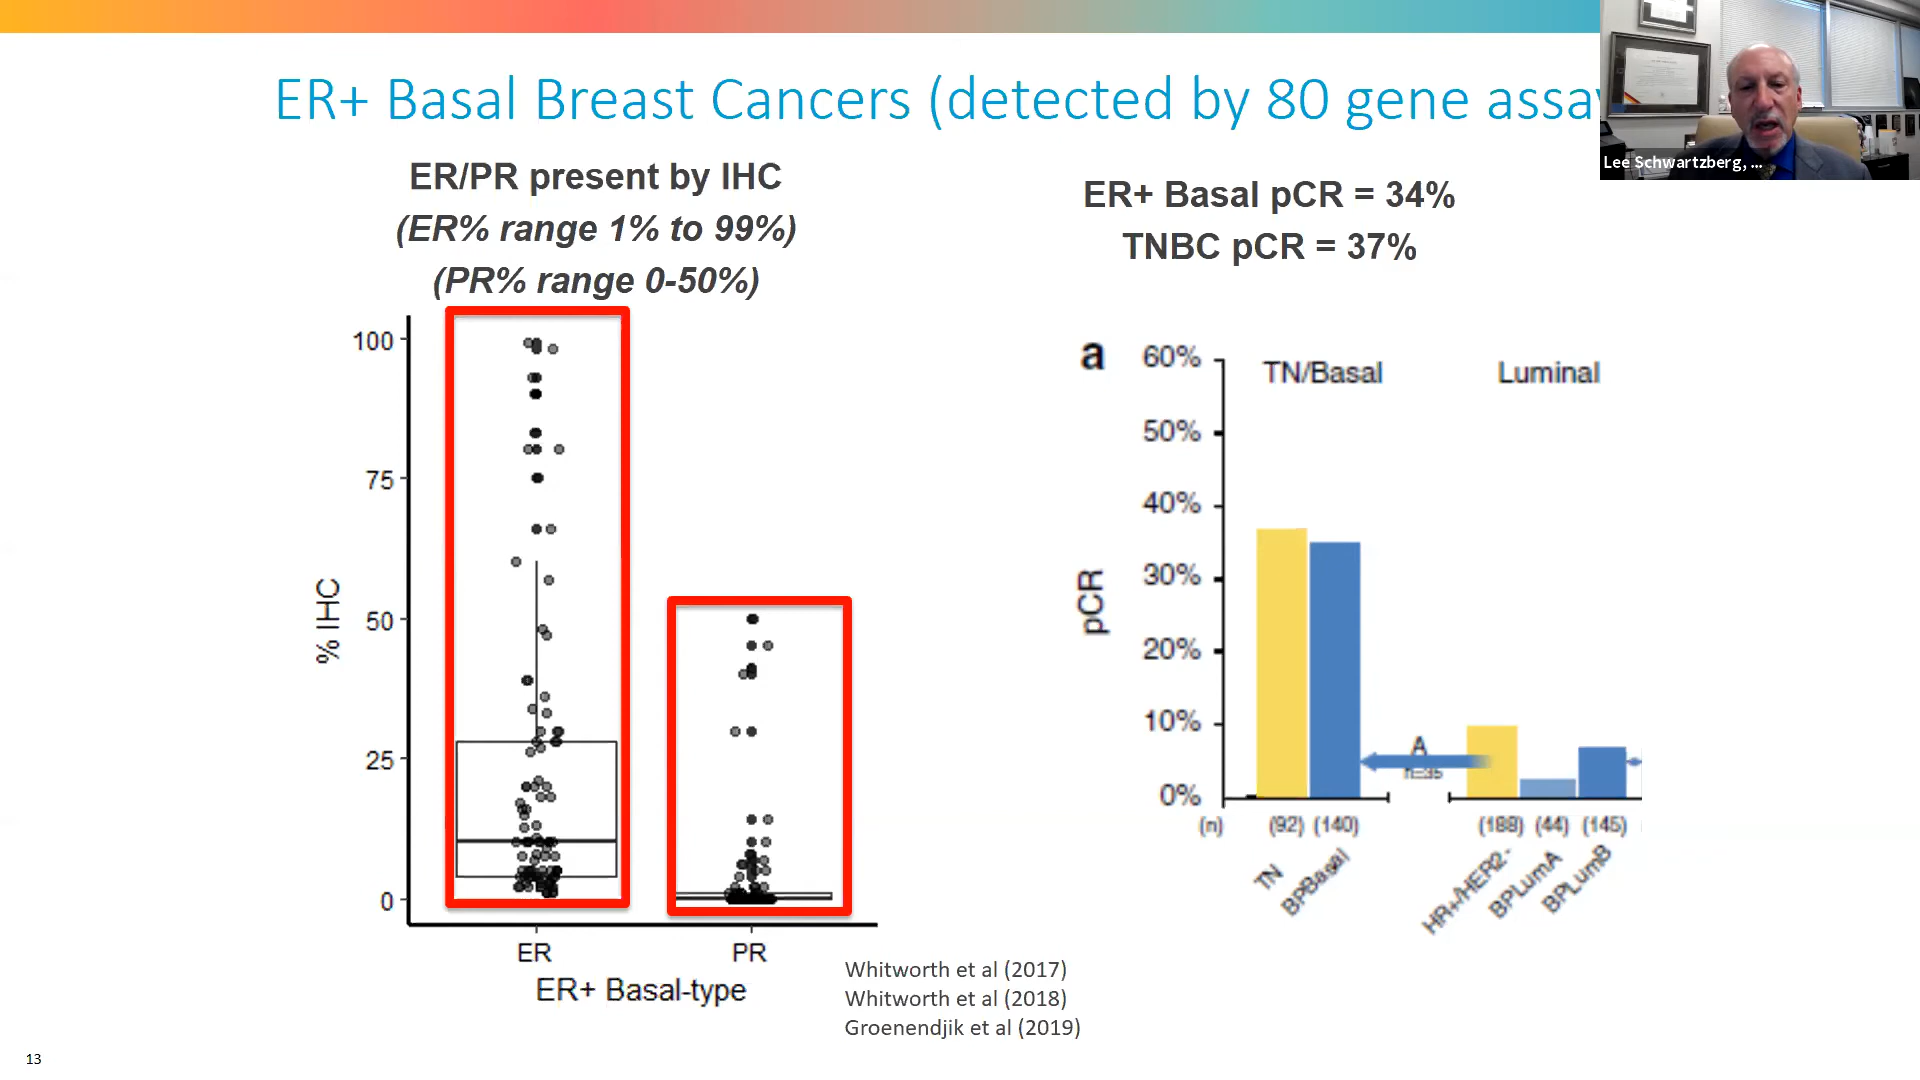 ER+ Basal Breast Cancers (detected by 80 gene assay
Lee Schwartzberg, ...
ER/PR present by IHC
(ER% range 1% to 99%)
(PR% range 0-50%)
ER+ Basal pCR = 34%
TNBC pCR = 37%
100
75
50
25
0
% IHC
ER
PR
ER+ Basal-type
a
60%
50%
40%
30%
20%
10%
0%
pCR
TN/Basal
Luminal
A
n=35
(n)
(92)
(140)
(188)
(44)
(145)
TN
BPBasal
HR+/HER2-
BPLumA
BPLumB
Whitworth et al (2017)
Whitworth et al (2018)
Groenendjik et al (2019)
13